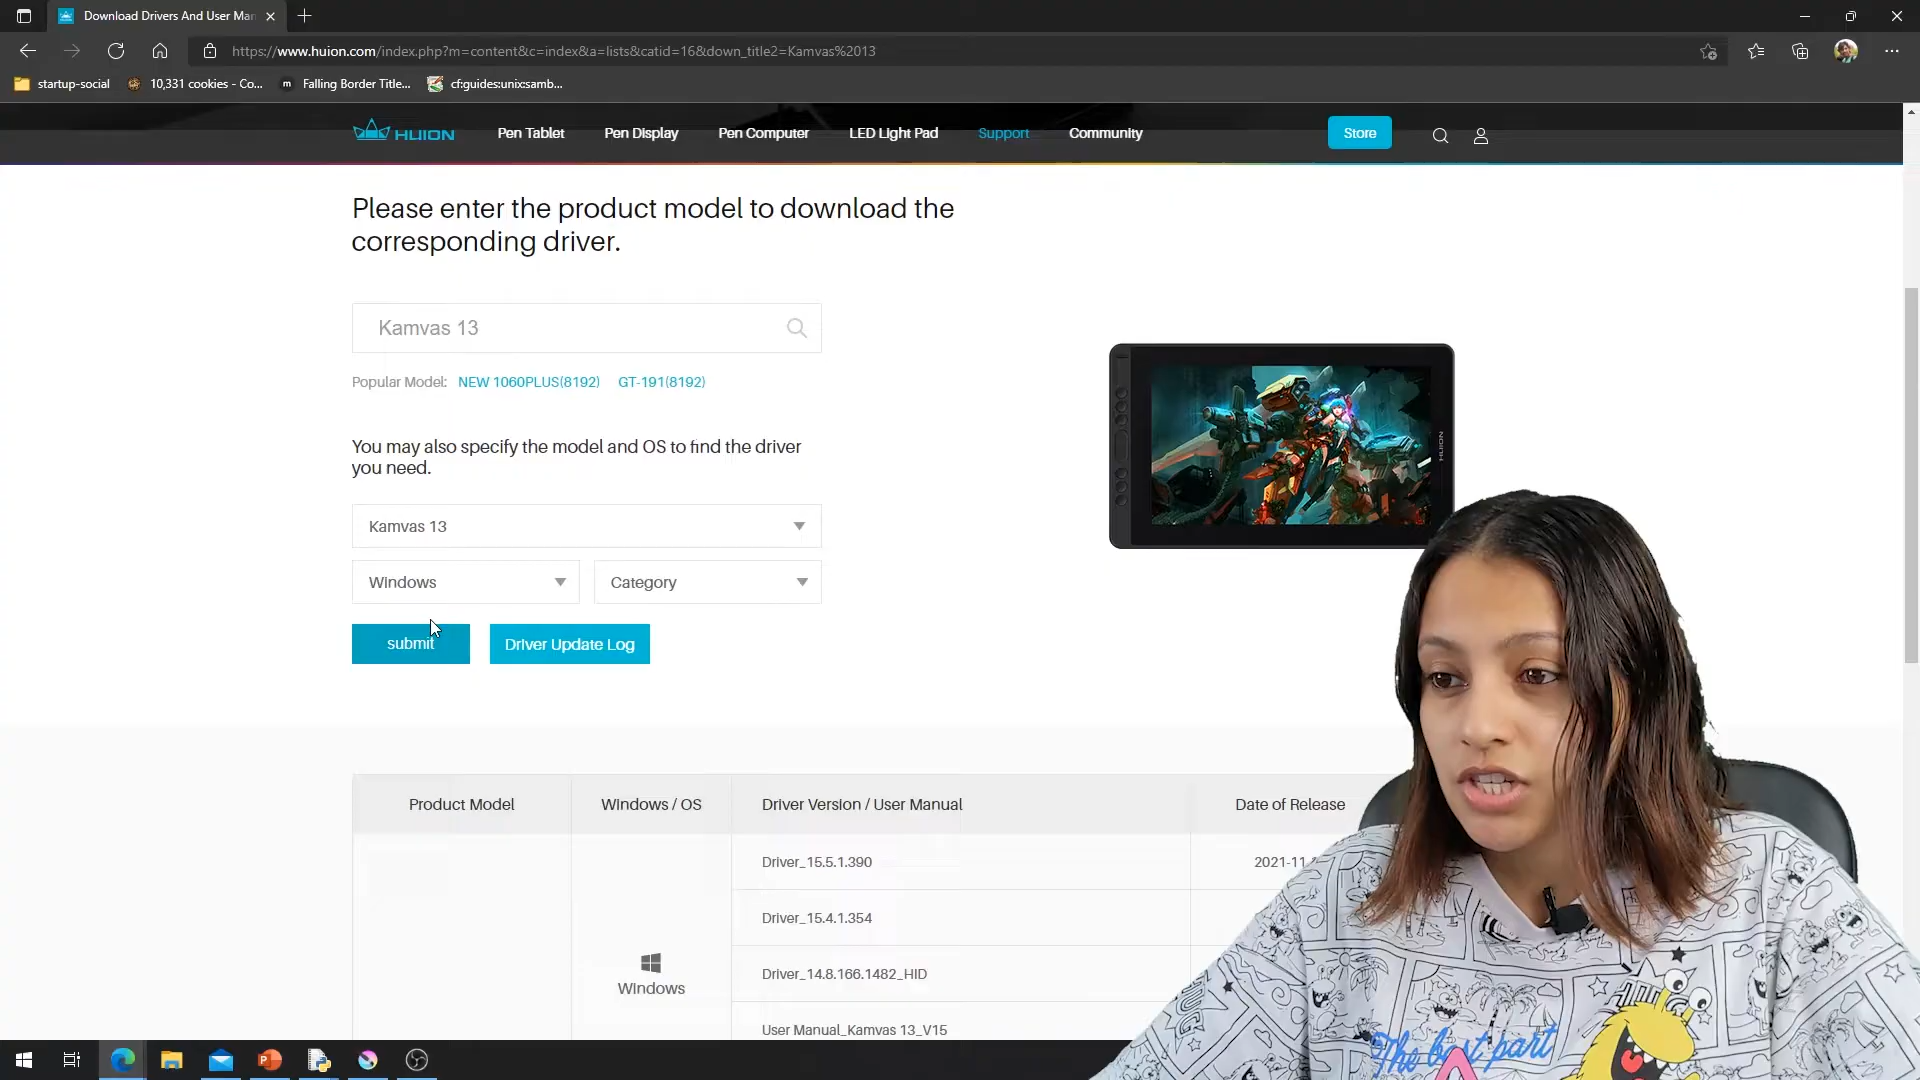 Download Drivers And User Man
https://www.huion.com/index.php?m=content&c=index&a=lists&catid=16&down_title2=Kamvas%2013
startup-social
10,331 cookies - Co...
Falling Border Title...
cf:guides:unix:samb...
HUION
Pen Tablet
Pen Display
Pen Computer
LED Light Pad
Support
Community
Store
Please enter the product model to download the
corresponding driver.
Kamvas 13
Popular Model: NEW 1060PLUS(8192) GT-191(8192)
You may also specify the model and OS to find the driver
you need.
Kamvas 13
Windows
Category
submit
Driver Update Log
HUION
Product Model
Windows / OS
Driver Version / User Manual
Date of Release
Driver_15.5.1.390
2021-11-
Driver_15.4.1.354
Driver_14.8.166.1482_HID
Windows
User Manual_Kamvas 13_V15
The best part